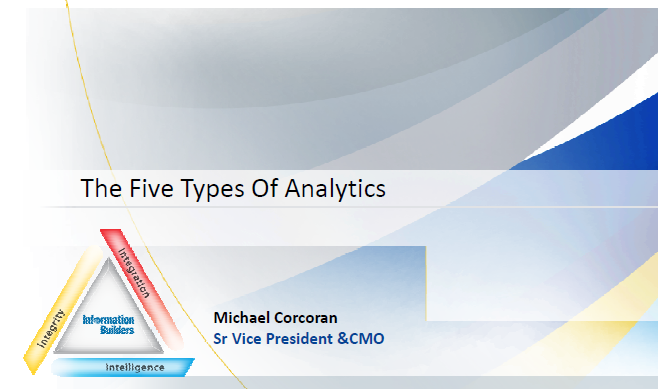 The Five Types Of Analytics
Integration
Integrity
Information
Builders
Intelligence
Michael Corcoran
Sr Vice President &CMO